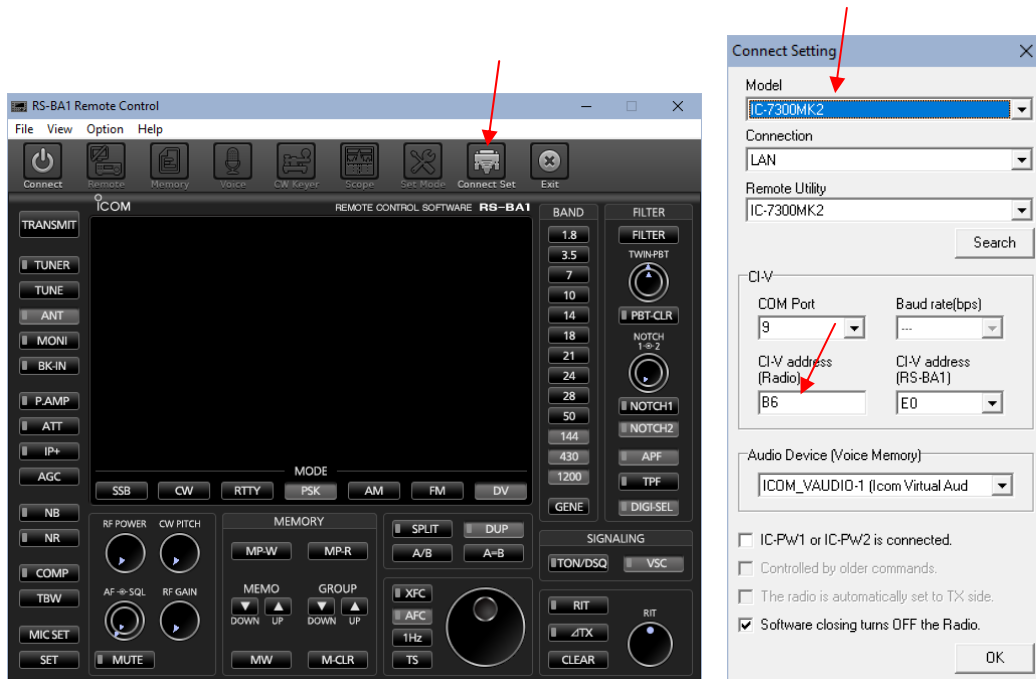 RS-BA1 Remote Control
File View Option Help
Connect Remote Memory Voice CW Keyer Scope Set Mode Connect Set Exit
ICOM REMOTE CONTROL SOFTWARE RS-BA1
TRANSMIT
TUNER
TUNE
ANT
MONI
BK-IN
P.AMP
ATT
IP+
AGC
NB
NR
COMP
TBW
MIC SET
SET
MODE
SSB CW RTTY PSK AM FM DV
RF POWER CW PITCH
AF SQL RF GAIN
MUTE
MEMORY
MP-W MP-R
MEMO GROUP
DOWN UP DOWN UP
MW M-CLR
SPLIT DUP
A/B A=B
XFC
AFC
1Hz
TS
BAND
1.8
3.5
7
10
14
18
21
24
28
50
144
430
1200
GENE
FILTER
FILTER
TWIN-PBT
PBT-CLR
NOTCH
1 2
NOTCH1
NOTCH2
APF
TPF
DIGI-SEL
SIGNALING
TON/DSQ VSC
RIT
⊿TX
CLEAR
RIT
Connect Setting
Model
IC-7300MK2
Connection
LAN
Remote Utility
IC-7300MK2
Search
CI-V
COM Port Baud rate(bps)
9 ---
CI-V address CI-V address
(Radio) (RS-BA1)
B6 E0
Audio Device (Voice Memory)
ICOM_VAUDIO-1 (Icom Virtual Aud
IC-PW1 or IC-PW2 is connected.
Controlled by older commands.
The radio is automatically set to TX side.
Software closing turns OFF the Radio.
OK